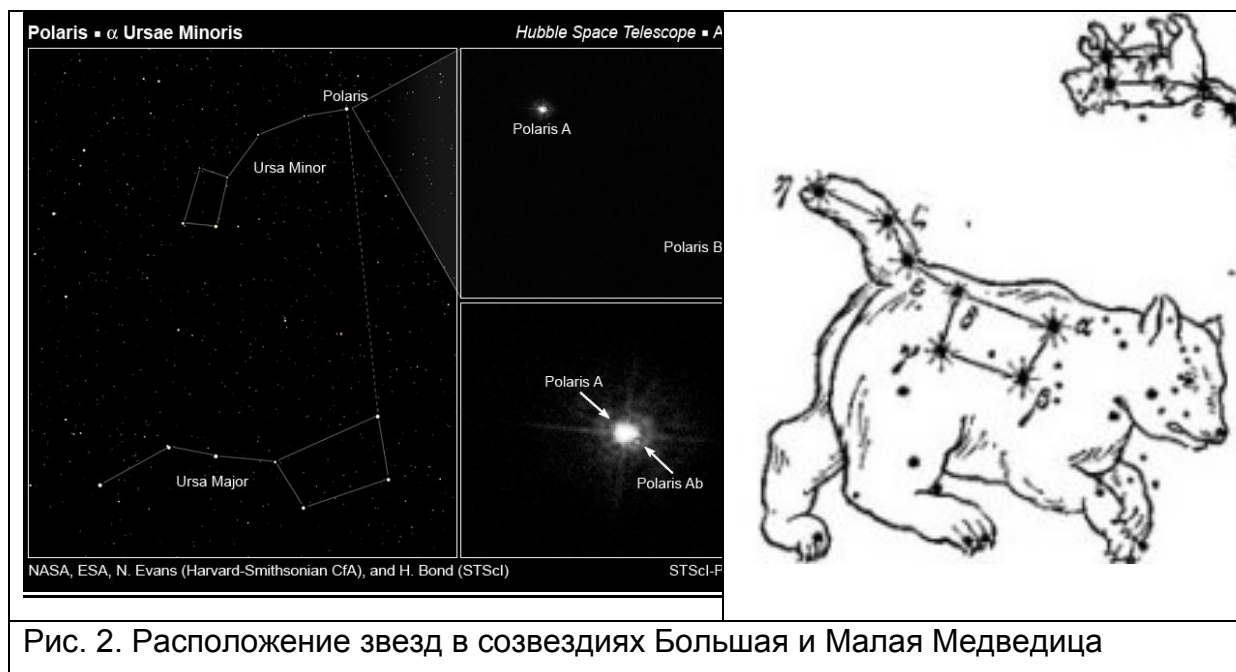 Polaris ▪ α Ursae Minoris
Hubble Space Telescope ▪ A
Polaris
Ursa Minor
Polaris A
Polaris B
Ursa Major
Polaris A
Polaris Ab
NASA, ESA, N. Evans (Harvard-Smithsonian CfA), and H. Bond (STScI)
STScI-P
η
ζ
ε
δ
α
γ
β
ε
Рис. 2. Расположение звезд в созвездиях Большая и Малая Медведица